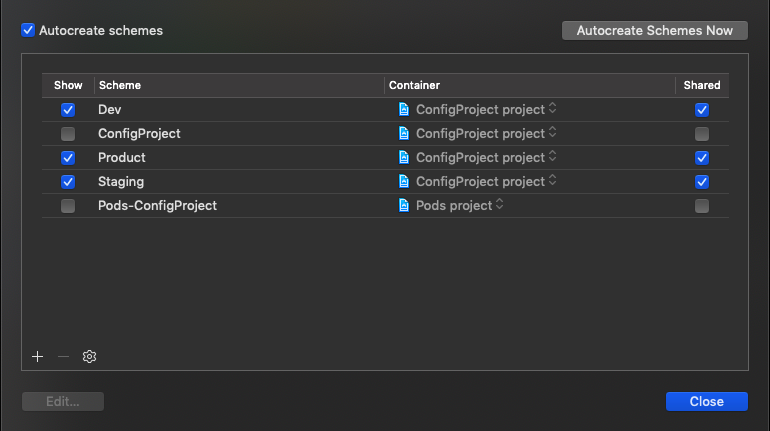 Autocreate schemes
Autocreate Schemes Now
Show Scheme Container Shared
Dev ConfigProject project
ConfigProject ConfigProject project
Product ConfigProject project
Staging ConfigProject project
Pods-ConfigProject Pods project
Edit...
Close